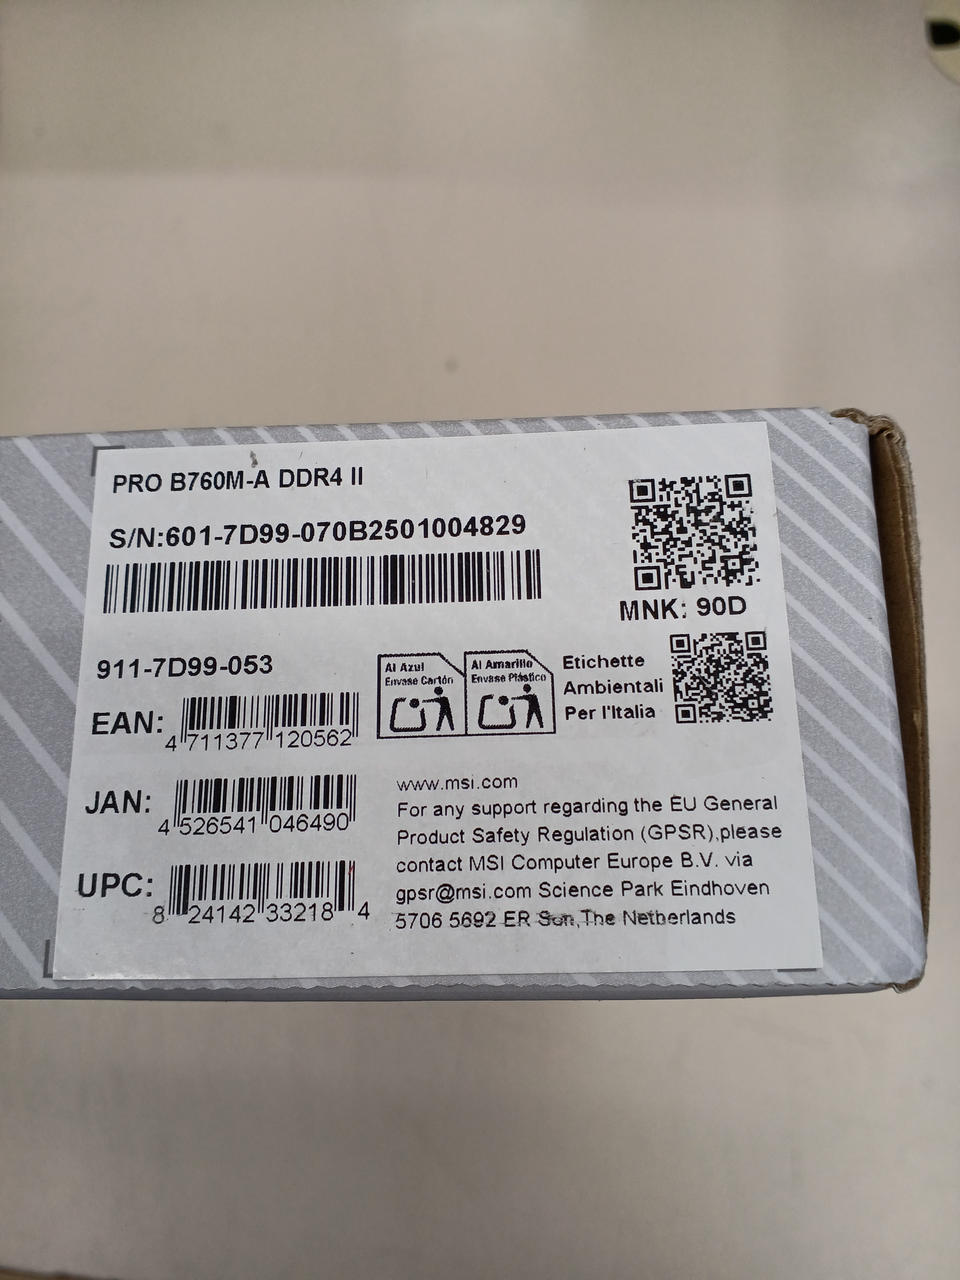 PRO B760M-A DDR4 II
S/N:601-7D99-070B2501004829
MNK: 90D
911-7D99-053
Al Azul
Envase Cartón
Al Amarillo
Envase Plástico
Etichette
Ambientali
Per l'Italia
EAN:
4 711377 120562
JAN:
4 526541 046490
UPC:
8 24142 33218 4
www.msi.com
For any support regarding the EU General
Product Safety Regulation (GPSR),please
contact MSI Computer Europe B.V. via
gpsr@msi.com Science Park Eindhoven
5706 5692 ER Son,The Netherlands